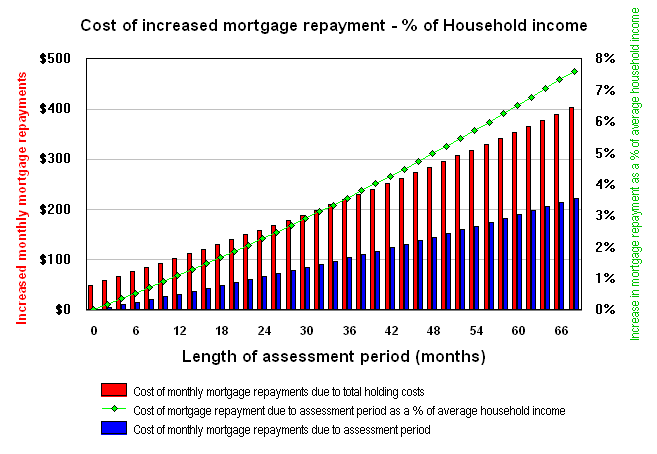 Cost of increased mortgage repayment - % of Household income
Increased monthly mortgage repayments
$500
$400
$300
$200
$100
$0
8%
7%
6%
5%
4%
3%
2%
1%
0%
Increase in mortgage repayment as a % of average household income
0 6 12 18 24 30 36 42 48 54 60 66
Length of assessment period (months)
Cost of monthly mortgage repayments due to total holding costs
Cost of mortgage repayment due to assessment period as a % of average household income
Cost of monthly mortgage repayments due to assessment period